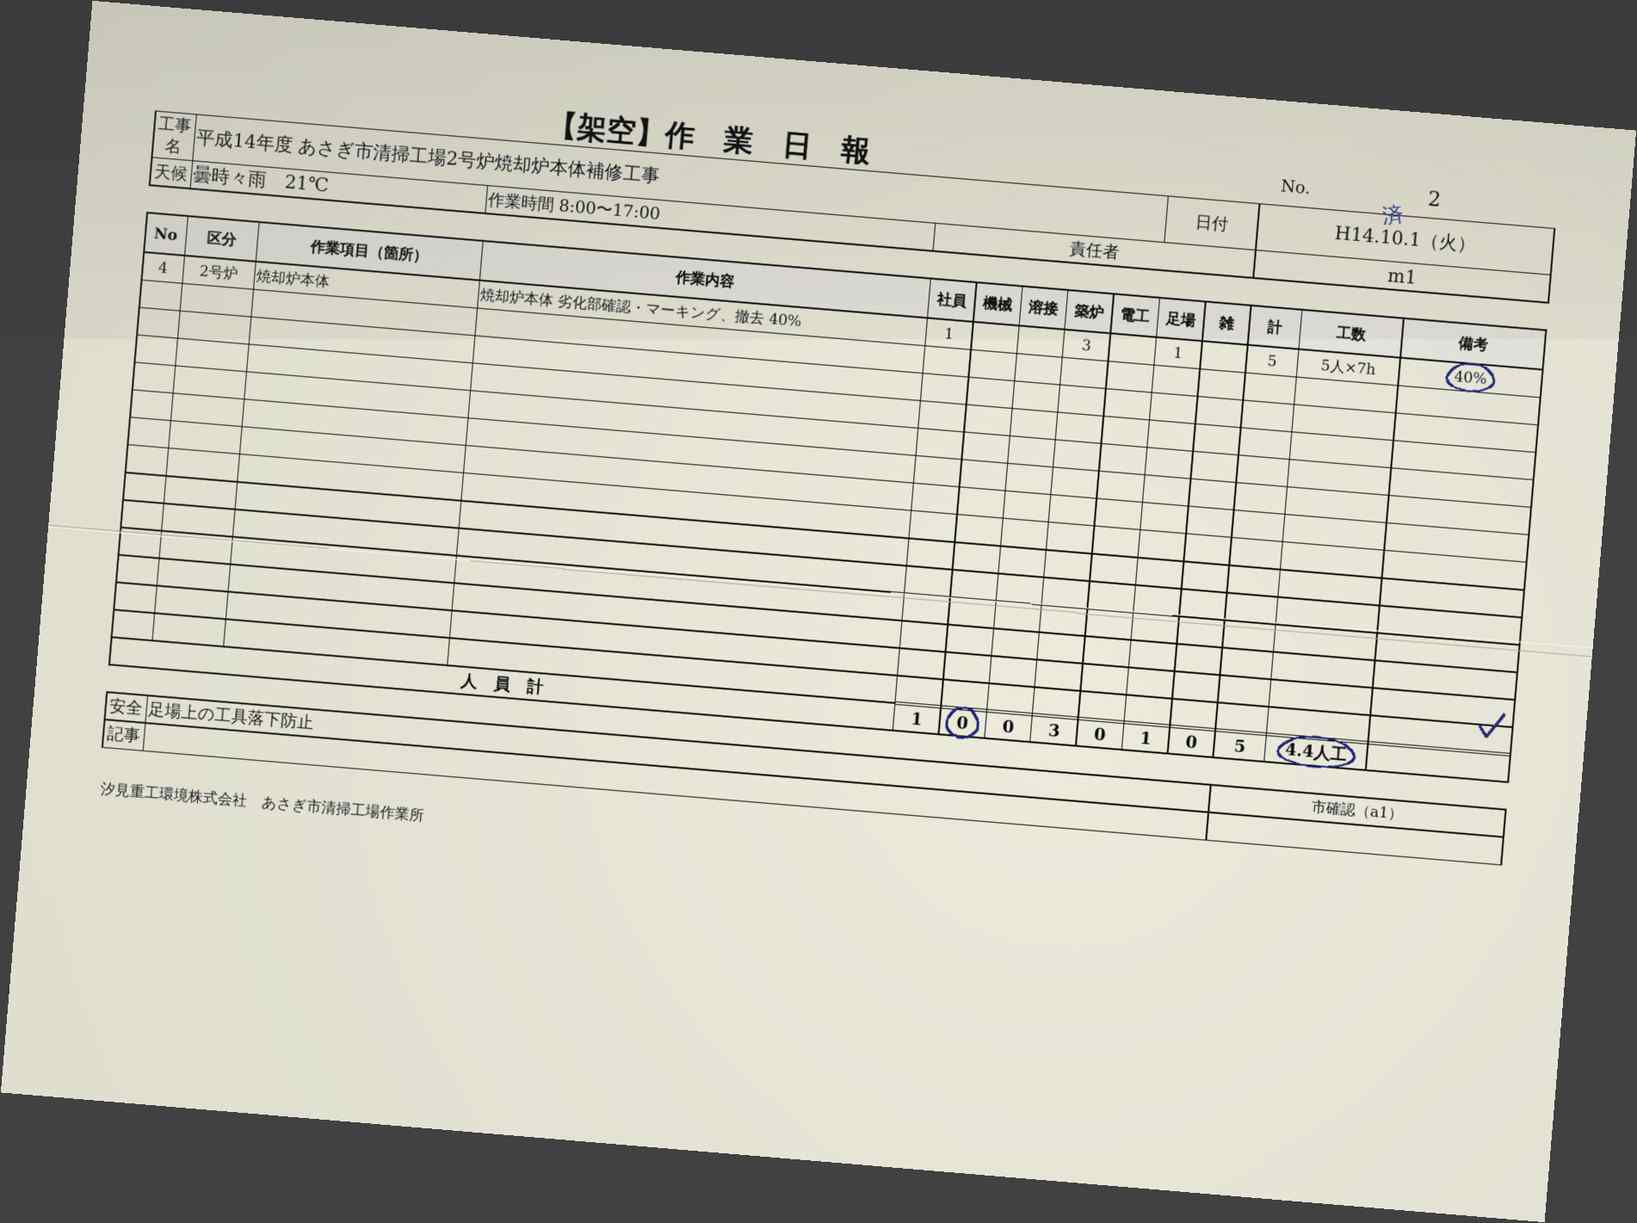 【架空】作　業　日　報
No.　2
工事名　平成14年度 あさぎ市清掃工場2号炉焼却炉本体補修工事　日付　H14.10.1（火）
済
天候　曇時々雨　21℃　作業時間 8:00〜17:00　責任者　m1
No　区分　作業項目（箇所）　作業内容　社員　機械　溶接　築炉　電工　足場　雑　計　工数　備考
4　2号炉　焼却炉本体　焼却炉本体 劣化部確認・マーキング、撤去 40%　1　3　1　5　5人×7h　40%
人　員　計　1　0　0　3　0　1　0　5　4.4人工
安全　足場上の工具落下防止　市確認（a1）
記事
汐見重工環境株式会社　あさぎ市清掃工場作業所